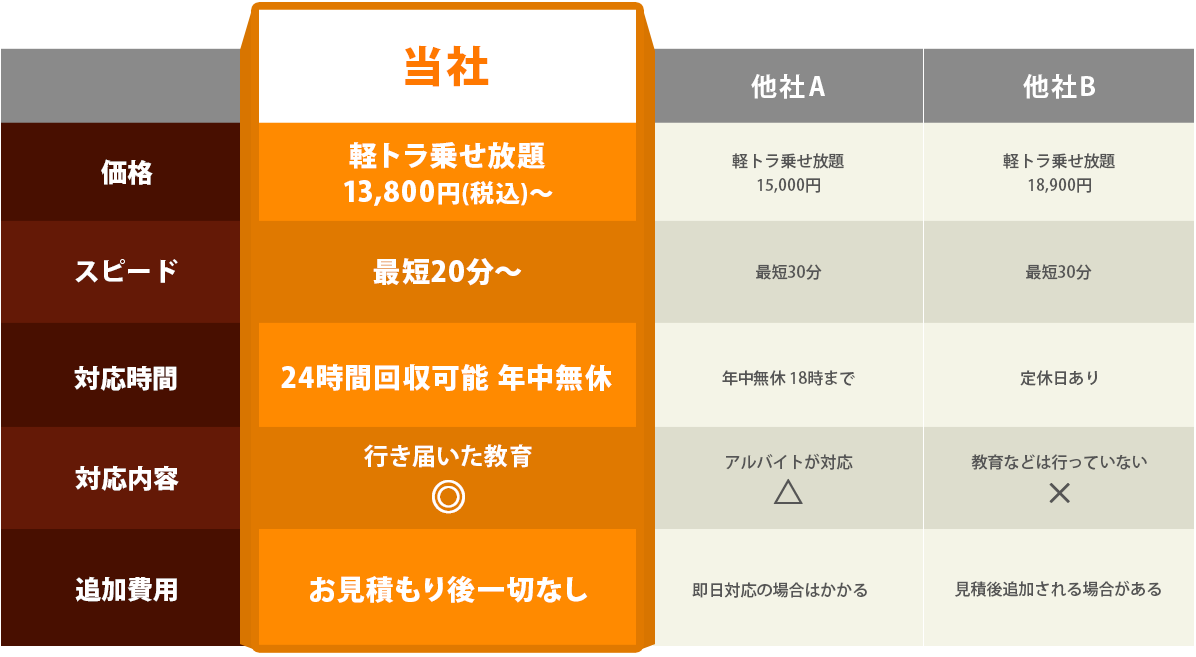 当社
他社A
他社B
価格
軽トラ乗せ放題
13,800円(税込)～
軽トラ乗せ放題
15,000円
軽トラ乗せ放題
18,900円
スピード
最短20分～
最短30分
最短30分
対応時間
24時間回収可能 年中無休
年中無休 18時まで
定休日あり
対応内容
行き届いた教育
◎
アルバイトが対応
△
教育などは行っていない
×
追加費用
お見積もり後一切なし
即日対応の場合はかかる
見積後追加される場合がある